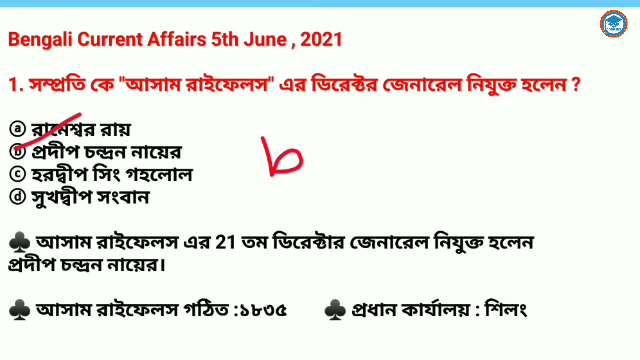 Bengali Current Affairs 5th June , 2021
1. সম্প্রতি কে "আসাম রাইফেলস" এর ডিরেক্টর জেনারেল নিযুক্ত হলেন ?
ⓐ রামেশ্বর রায়
ⓑ প্রদীপ চন্দ্রন নায়ের
b
ⓒ হরদ্বীপ সিং গহলোল
ⓓ সুখদ্বীপ সংবান
♣ আসাম রাইফেলস এর 21 তম ডিরেক্টার জেনারেল নিযুক্ত হলেন
প্রদীপ চন্দ্রন নায়ের।
♣ আসাম রাইফেলস গঠিত :১৮৩৫ ♣ প্রধান কার্যালয় : শিলং